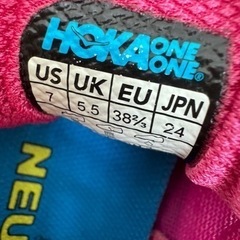 HOKA ONE ONE®
US UK EU JPN
7 5.5 38⅔ 24
NEU